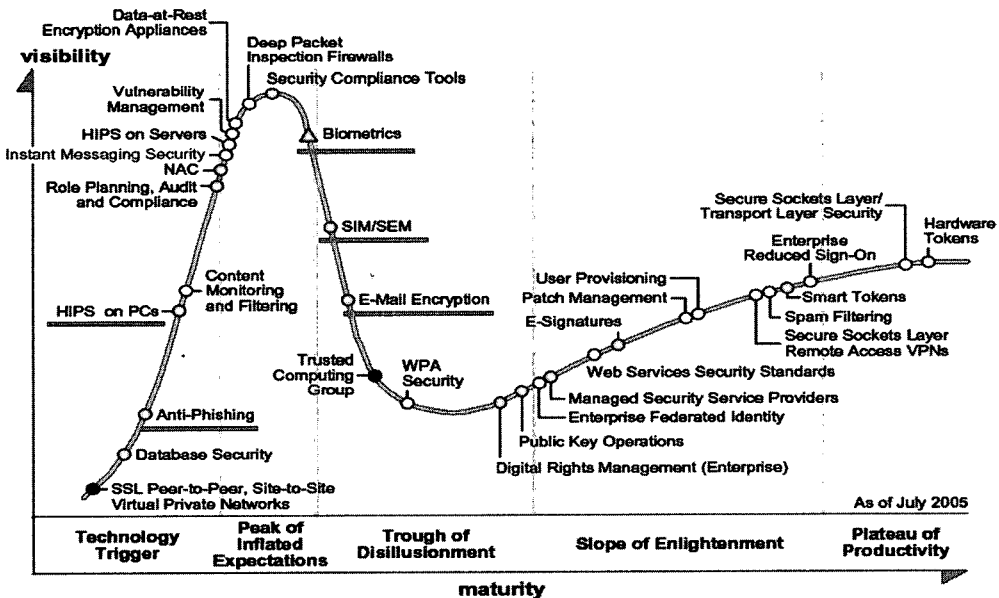 Data-at-Rest
Encryption Appliances
Deep Packet
Inspection Firewalls
visibility
Security Compliance Tools
Vulnerability
Management
HIPS on Servers
Biometrics
Instant Messaging Security
NAC
Role Planning, Audit
and Compliance
SIM/SEM
Secure Sockets Layer/
Transport Layer Security
Hardware
Tokens
Enterprise
Reduced Sign-On
Content
Monitoring
and Filtering
User Provisioning
Patch Management
Smart Tokens
HIPS on PCs
E-Mail Encryption
E-Signatures
Spam Filtering
Secure Sockets Layer
Remote Access VPNs
Trusted
Computing
Group
WPA
Security
Web Services Security Standards
Managed Security Service Providers
Anti-Phishing
Enterprise Federated Identity
Public Key Operations
Database Security
Digital Rights Management (Enterprise)
SSL Peer-to-Peer, Site-to-Site
Virtual Private Networks
As of July 2005
Technology
Trigger
Peak of
Inflated
Expectations
Trough of
Disillusionment
Slope of Enlightenment
Plateau of
Productivity
maturity